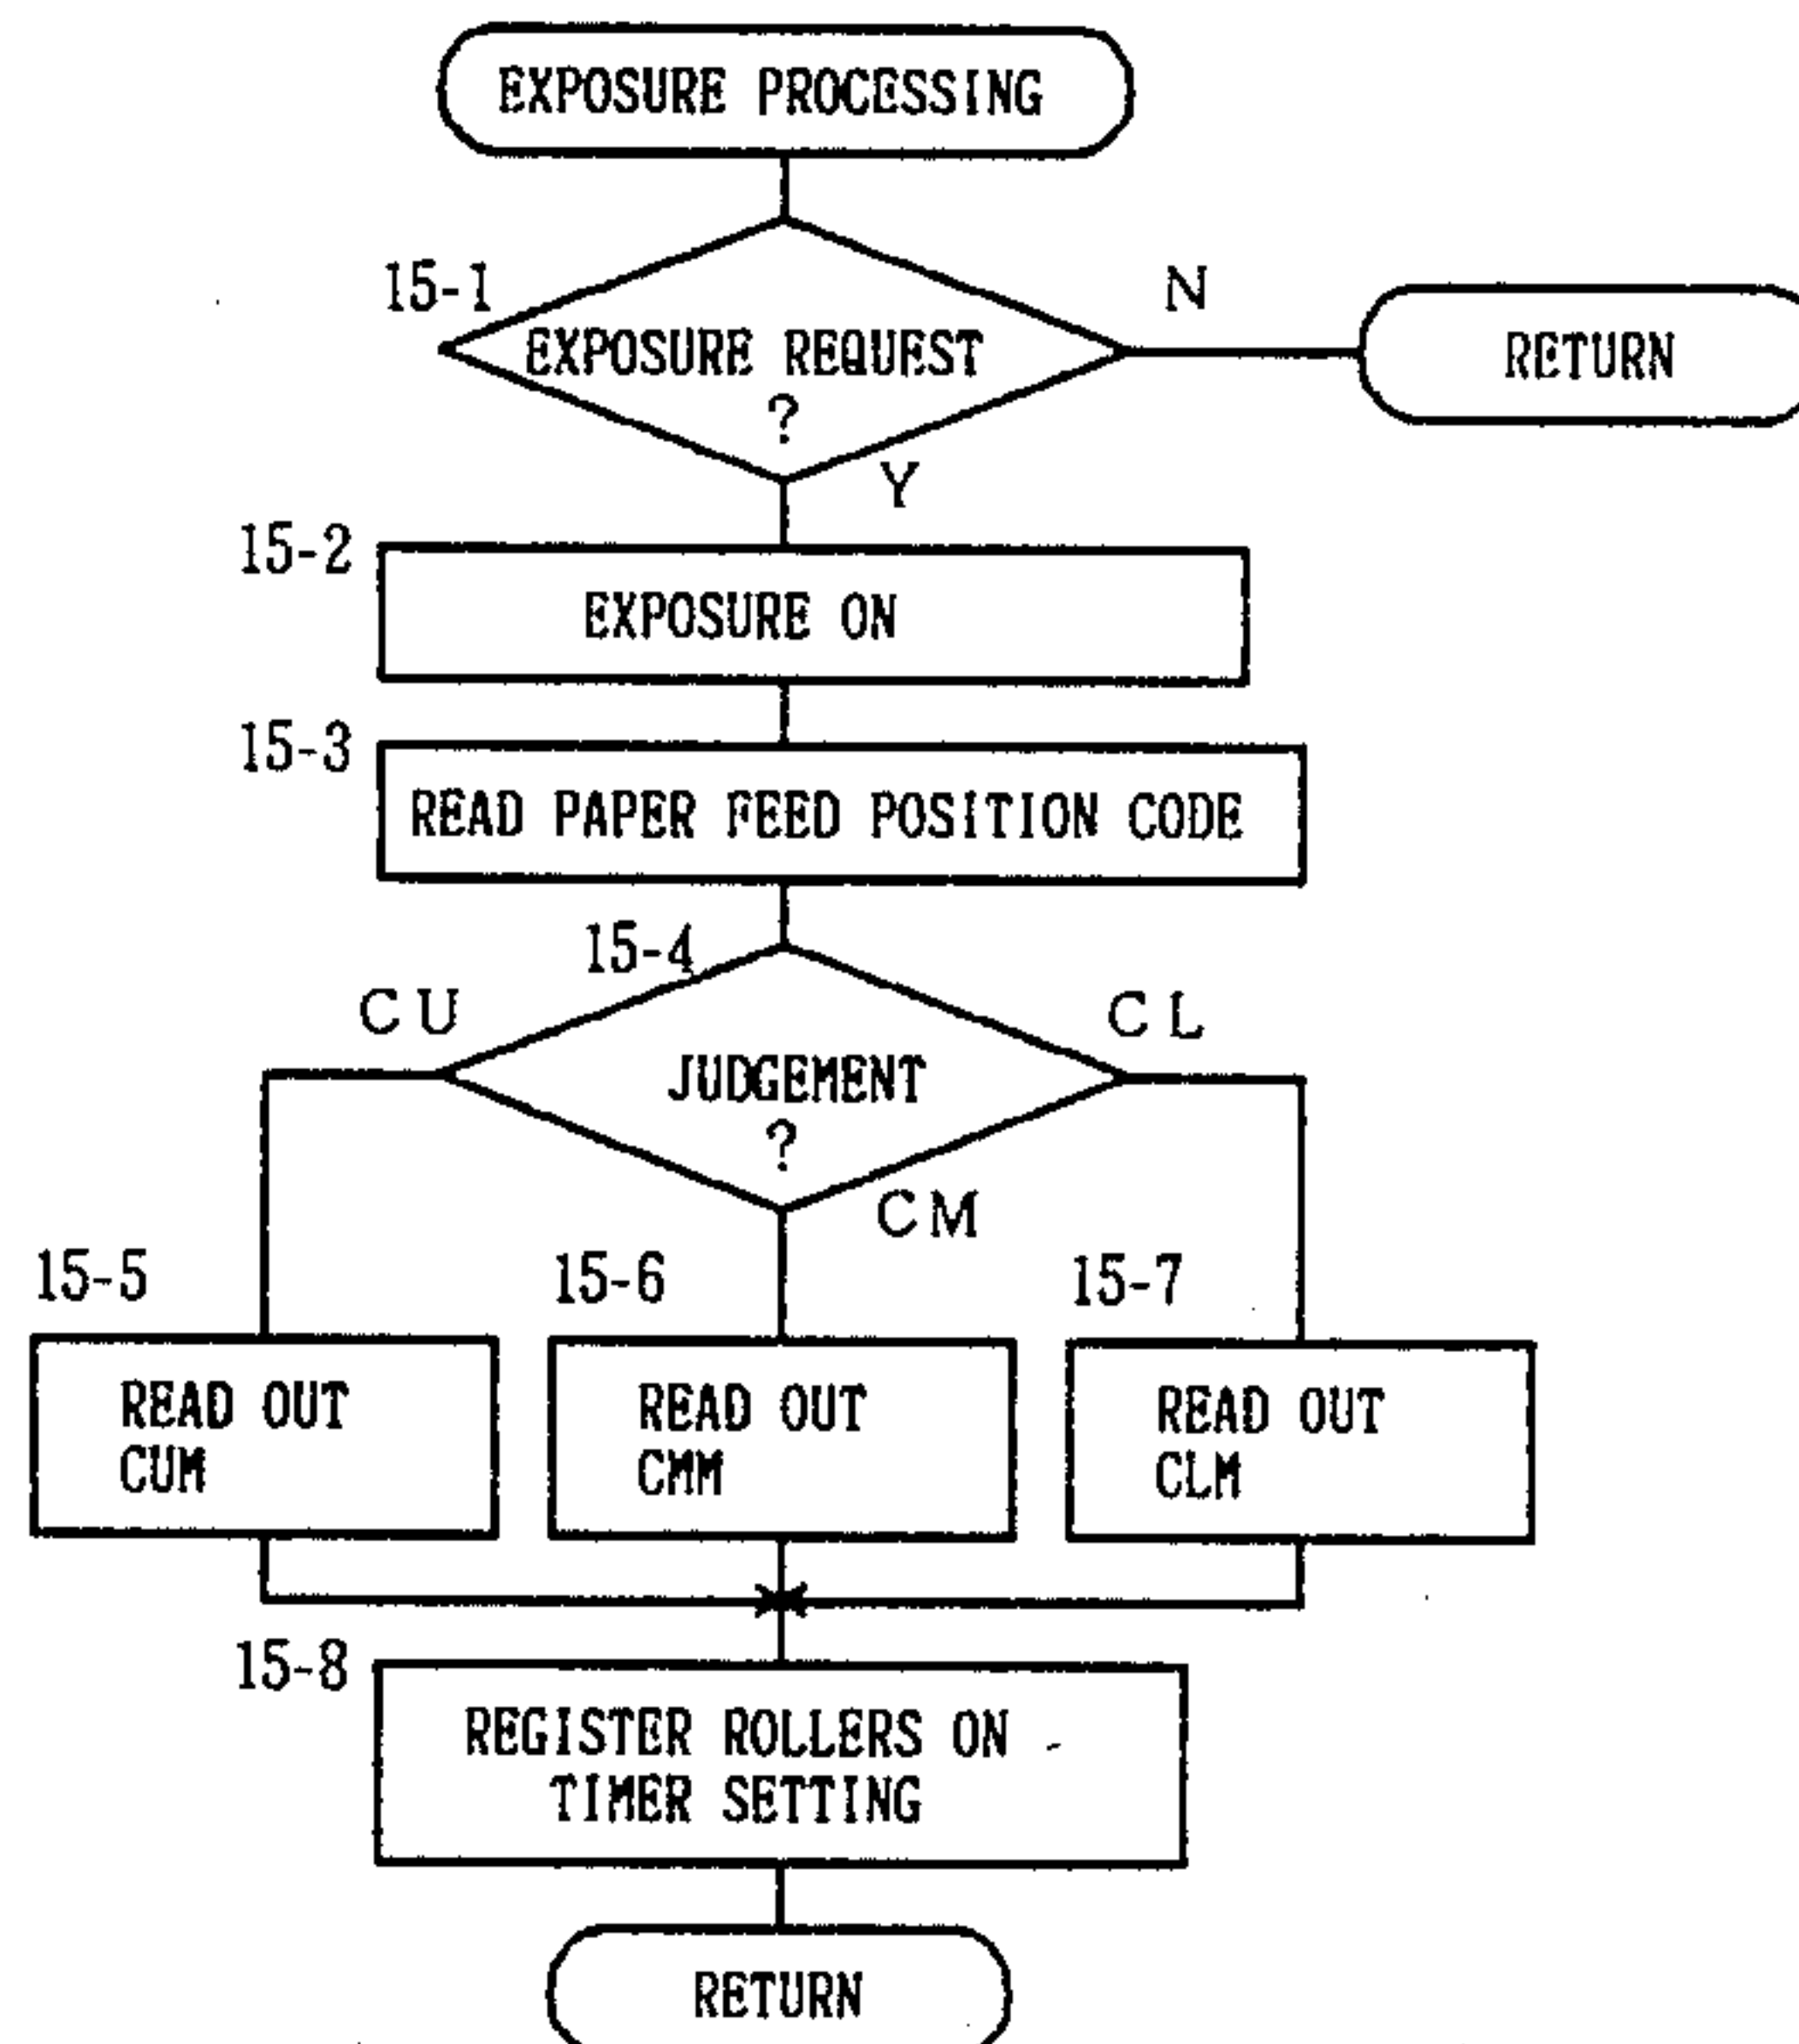 EXPOSURE PROCESSING
15-1
N
EXPOSURE REQUEST
?
RETURN
Y
15-2
EXPOSURE ON
15-3
READ PAPER FEED POSITION CODE
15-4
CU
CL
JUDGEMENT
?
CM
15-5
15-6
15-7
READ OUT
CUM
READ OUT
CMM
READ OUT
CLM
15-8
REGISTER ROLLERS ON
TIMER SETTING
RETURN